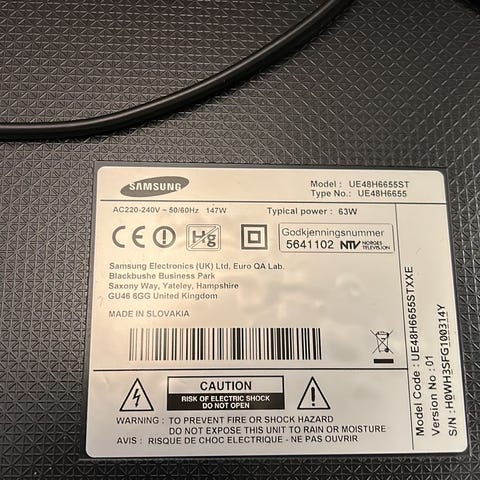 SAMSUNG
Model : UE48H6655ST
Type No.: UE48H6655
AC220-240V ~ 50/60Hz 147W Typical power : 63W
CE Hg Godkjenningsnummer
5641102 NTV NORGES TELEVISJON
Samsung Electronics (UK) Ltd, Euro QA Lab.
Blackbushe Business Park
Saxony Way, Yateley, Hampshire
GU46 6GG United Kingdom
MADE IN SLOVAKIA
CAUTION
RISK OF ELECTRIC SHOCK
DO NOT OPEN
WARNING : TO PREVENT FIRE OR SHOCK HAZARD
DO NOT EXPOSE THIS UNIT TO RAIN OR MOISTURE
AVIS : RISQUE DE CHOC ELECTRIQUE - NE PAS OUVRIR
Model Code : UE48H6655STXXE
Version No : 01
S/N : H0WH3SFG100314Y